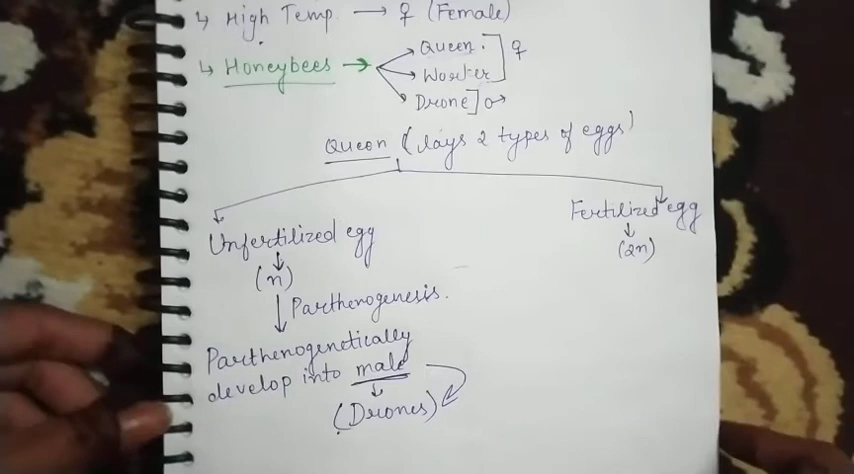 ↳ High Temp. → ♀ (Female)
↳ Honeybees → Queen. ] ♀
Worker
Drone ] ♂
Queen (lays 2 types of eggs)
Unfertilized egg
↓
(n)
↓ Parthenogenesis.
Parthenogenetically
develop into male
↓
(Drones)
Fertilized egg
↓
(2n)